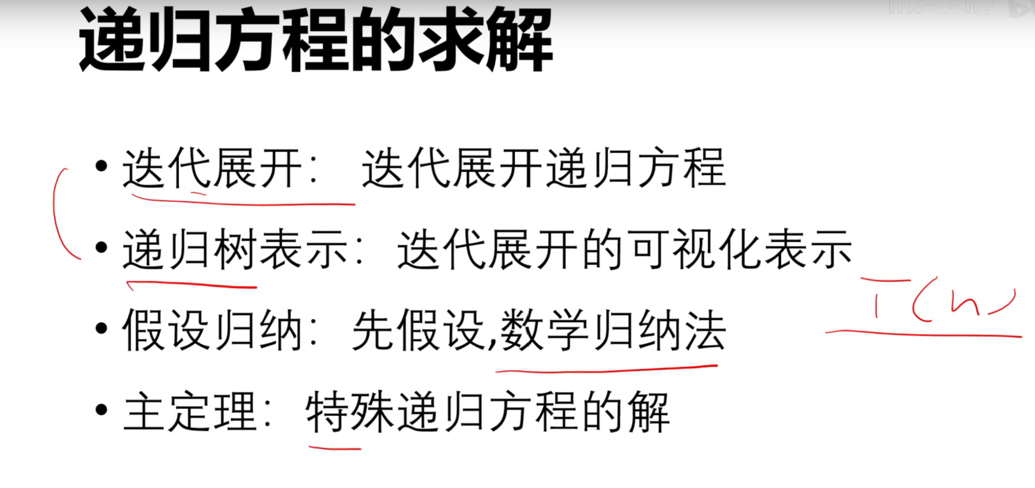 递归方程的求解
• 迭代展开： 迭代展开递归方程
• 递归树表示：迭代展开的可视化表示
T(n)
• 假设归纳：先假设,数学归纳法
• 主定理：特殊递归方程的解